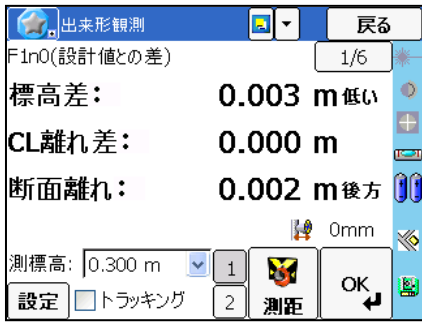 出来形観測 戻る
F1n0(設計値との差) 1/6
標高差： 0.003 m低い
CL離れ差： 0.000 m
断面離れ： 0.002 m後方
0mm
測標高: 0.300 m 1
設定 トラッキング 2 測距 OK